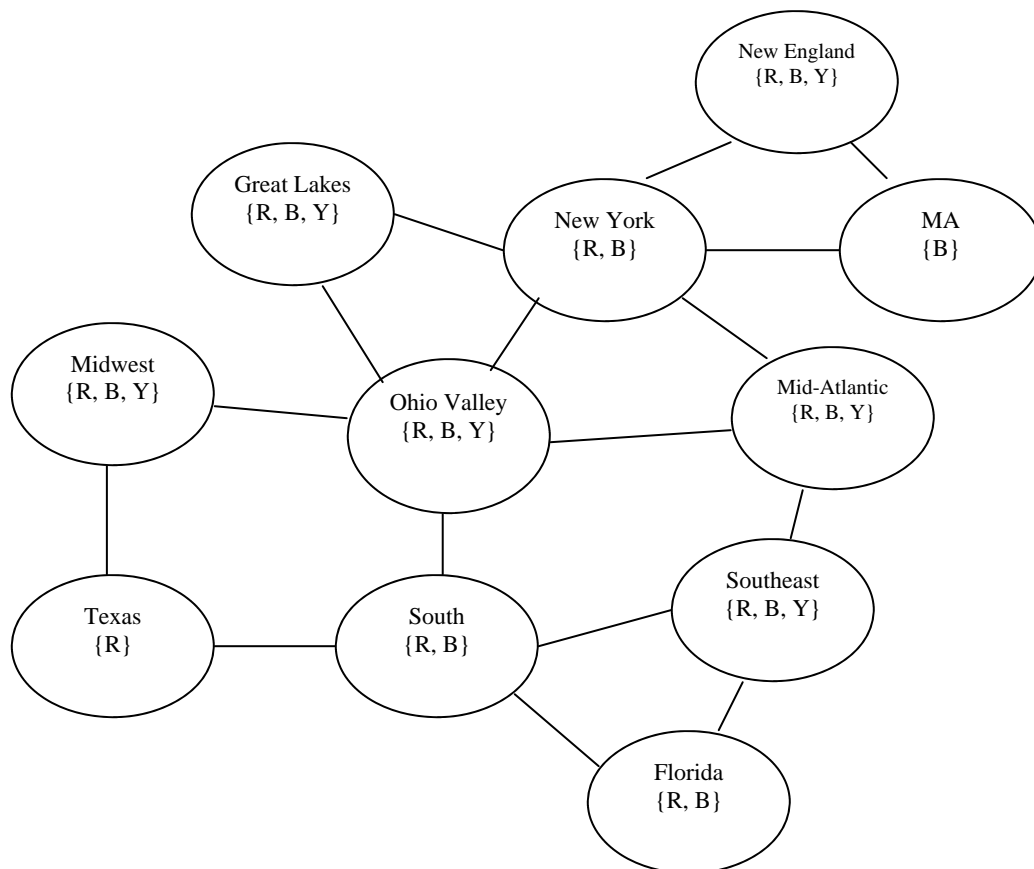 New England
{R, B, Y}
Great Lakes
{R, B, Y}
New York
{R, B}
MA
{B}
Midwest
{R, B, Y}
Ohio Valley
{R, B, Y}
Mid-Atlantic
{R, B, Y}
Texas
{R}
South
{R, B}
Southeast
{R, B, Y}
Florida
{R, B}